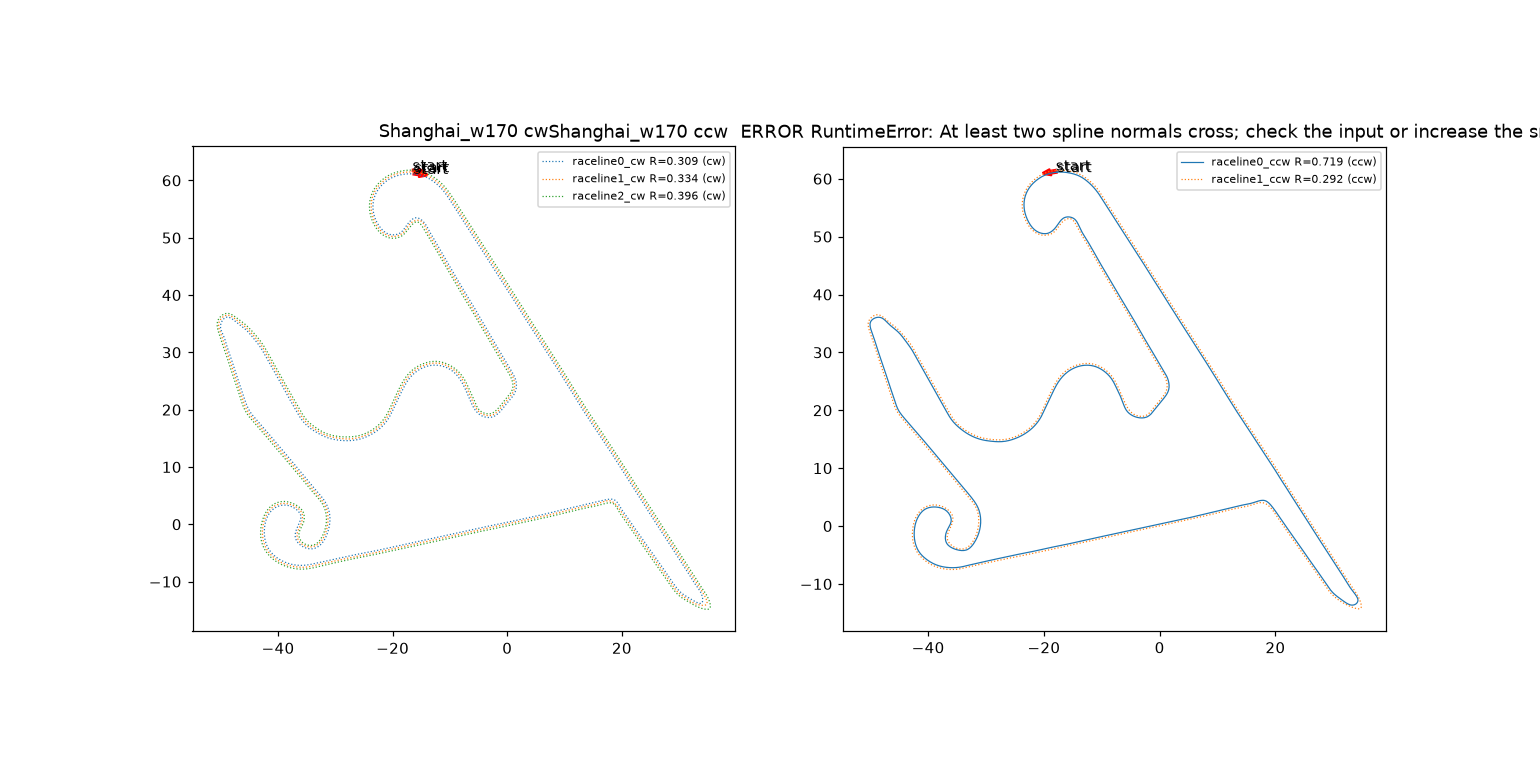 Shanghai_w170 cw
Shanghai_w170 ccw ERROR RuntimeError: At least two spline normals cross; check the input or increase the
start
start
raceline0_cw R=0.309 (cw)
raceline1_cw R=0.334 (cw)
raceline2_cw R=0.396 (cw)
60
50
40
30
20
10
0
−10
−40
−20
0
20
start
start
raceline0_ccw R=0.719 (ccw)
raceline1_ccw R=0.292 (ccw)
60
50
40
30
20
10
0
−10
−40
−20
0
20